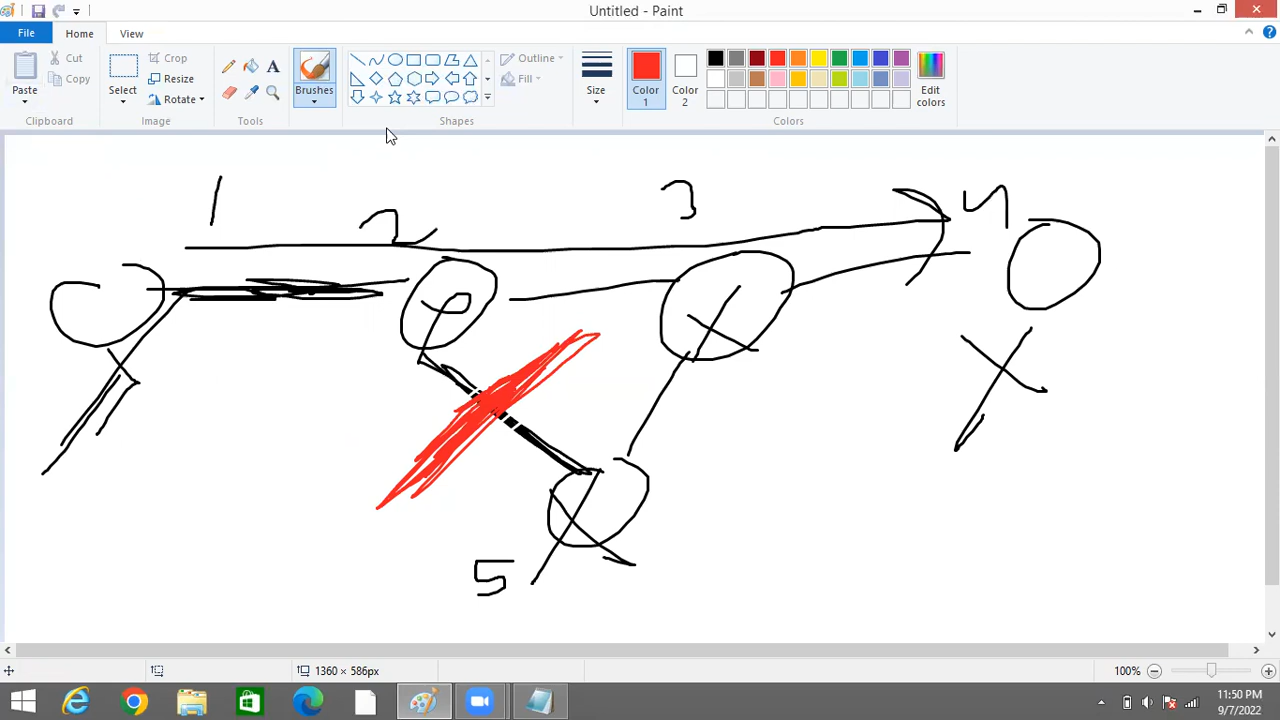 Untitled - Paint
File
Home
View
Paste
Cut
Copy
Clipboard
Select
Crop
Resize
Rotate
Image
Tools
Brushes
Shapes
Outline
Fill
Size
Color 1
Color 2
Edit colors
Colors
1
2
3
4
5
1360 × 586px
100%
11:50 PM
9/7/2022